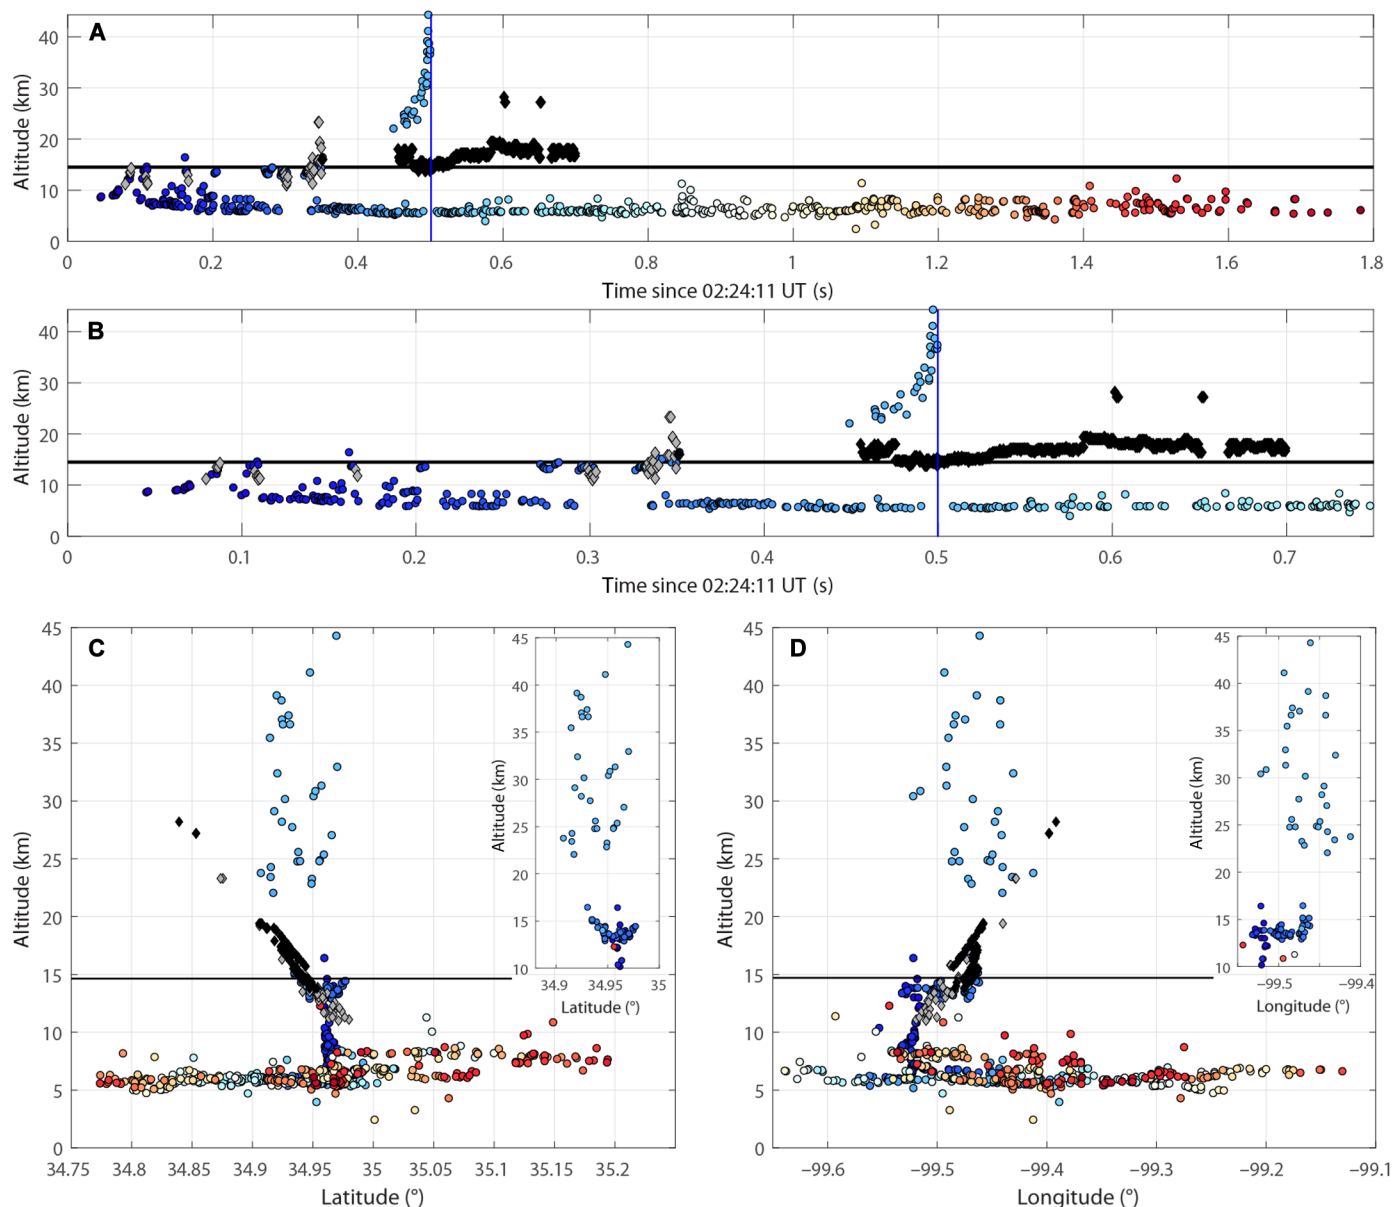 A
40
30
20
10
0
Altitude (km)
0 0.2 0.4 0.6 0.8 1 1.2 1.4 1.6 1.8
Time since 02:24:11 UT (s)
B
40
30
20
10
0
Altitude (km)
0 0.1 0.2 0.3 0.4 0.5 0.6 0.7
Time since 02:24:11 UT (s)
C
45
40
35
30
25
20
15
10
5
0
Altitude (km)
34.75 34.8 34.85 34.9 34.95 35 35.05 35.1 35.15 35.2
Latitude (°)
45
40
35
30
25
20
15
10
Altitude (km)
34.9 34.95 35
Latitude (°)
D
45
40
35
30
25
20
15
10
5
0
Altitude (km)
−99.6 −99.5 −99.4 −99.3 −99.2 −99.1
Longitude (°)
45
40
35
30
25
20
15
10
Altitude (km)
−99.5 −99.4
Longitude (°)